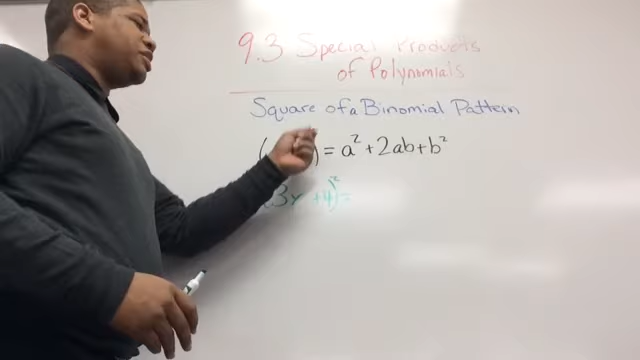 9.3 Special Products
of Polynomials
Square of a Binomial Pattern
( ) = a² + 2ab + b²
(3y +4)² =